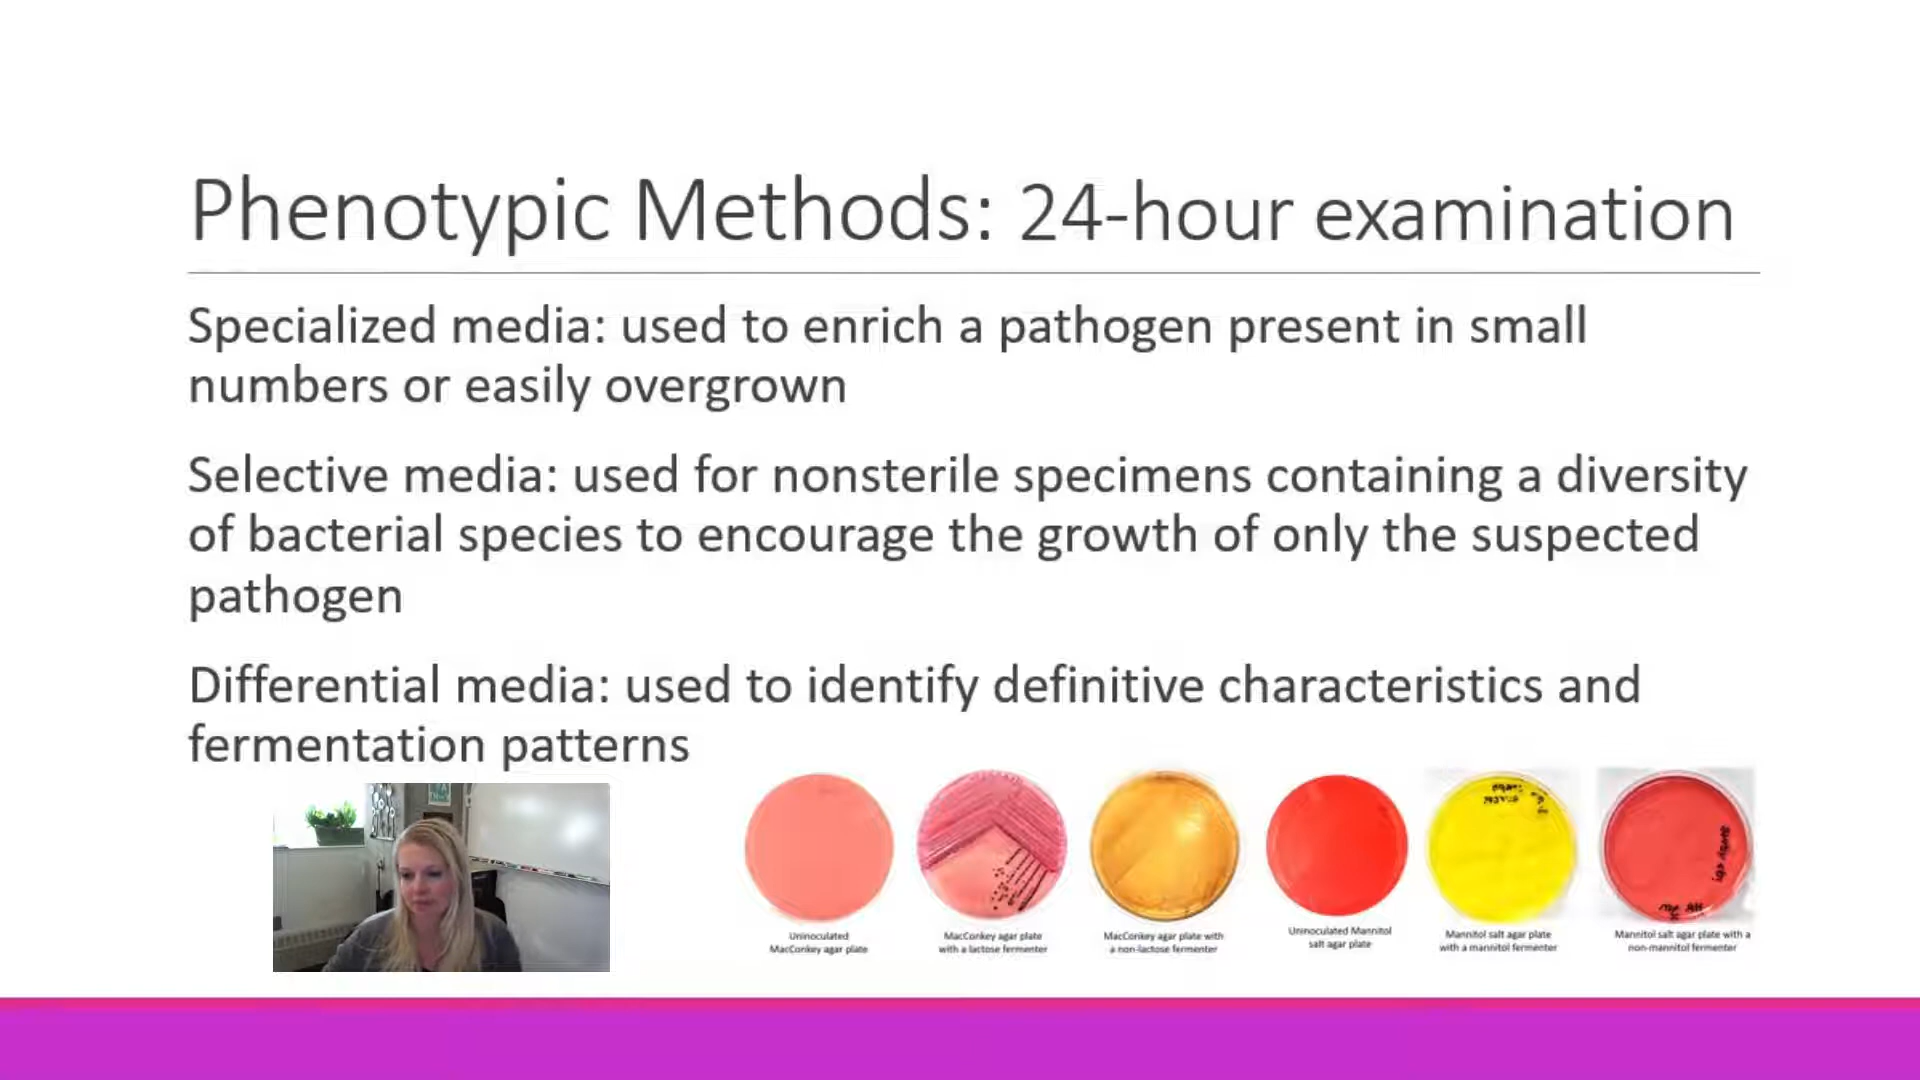 Phenotypic Methods: 24-hour examination
Specialized media: used to enrich a pathogen present in small
numbers or easily overgrown
Selective media: used for nonsterile specimens containing a diversity
of bacterial species to encourage the growth of only the suspected
pathogen
Differential media: used to identify definitive characteristics and
fermentation patterns
Uninoculated
MacConkey agar plate
MacConkey agar plate
with a lactose fermenter
MacConkey agar plate with
a non-lactose fermenter
Uninoculated Mannitol
salt agar plate
Mannitol salt agar plate
with a mannitol fermenter
Mannitol salt agar plate with a
non-mannitol fermenter